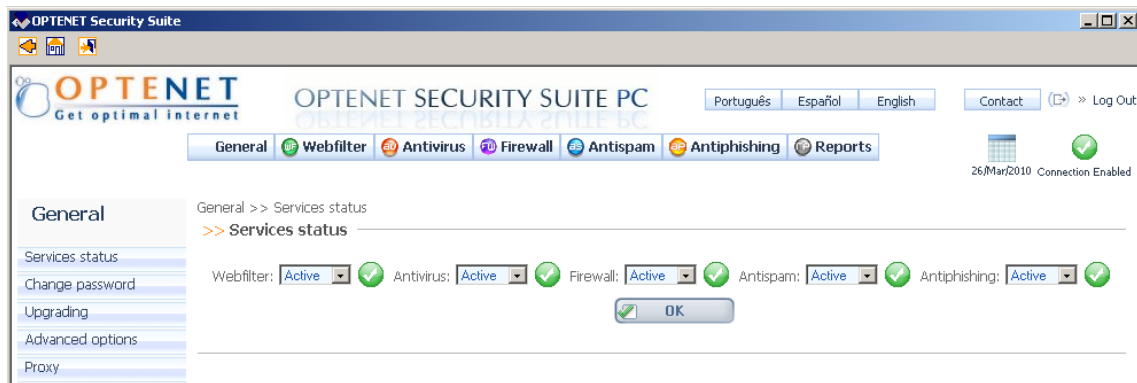 OPTENET Security Suite
OPTENET
Get optimal internet
OPTENET SECURITY SUITE PC
Português Español English Contact » Log Out
General Webfilter Antivirus Firewall Antispam Antiphishing Reports
26/Mar/2010 Connection Enabled
General
Services status
Change password
Upgrading
Advanced options
Proxy
General >> Services status
>> Services status
Webfilter: Active Antivirus: Active Firewall: Active Antispam: Active Antiphishing: Active
OK